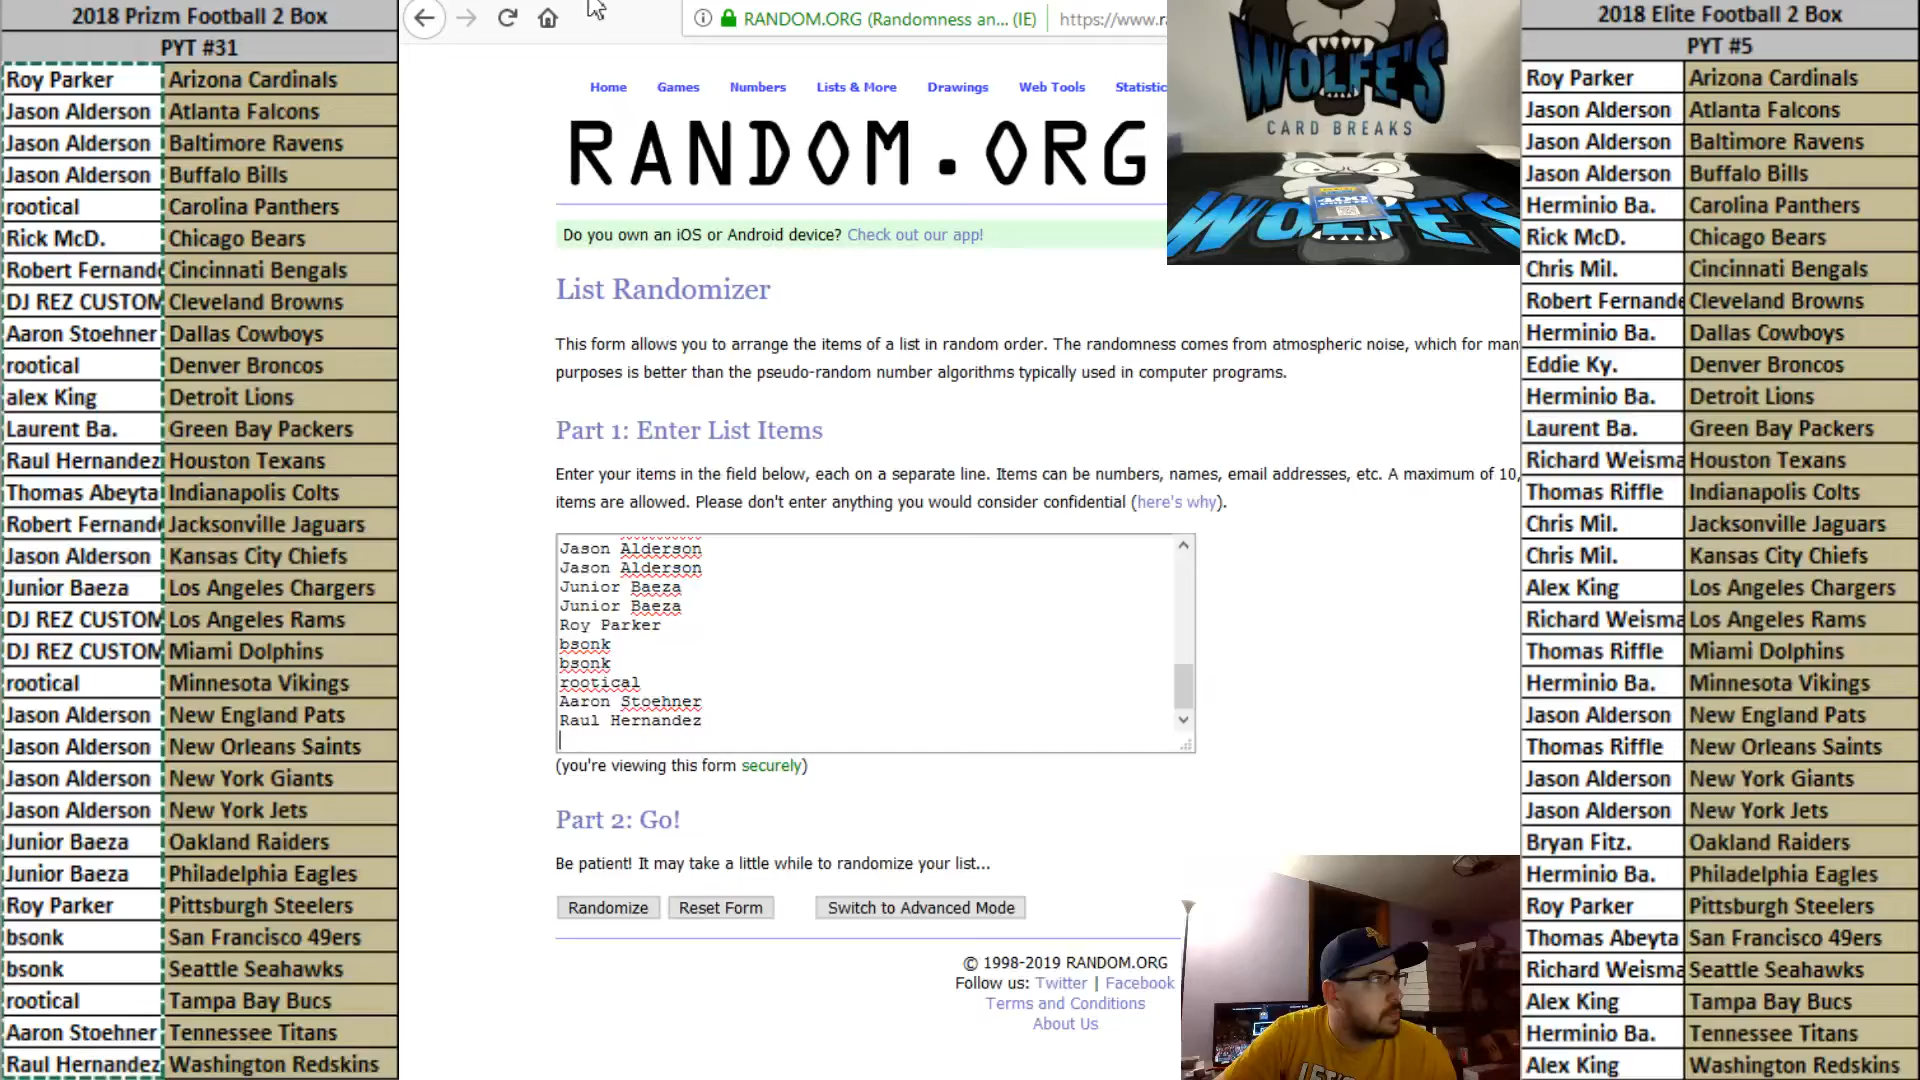 2018 Prizm Football 2 Box
PYT #31
Roy Parker Arizona Cardinals
Jason Alderson Atlanta Falcons
Jason Alderson Baltimore Ravens
Jason Alderson Buffalo Bills
rootical Carolina Panthers
Rick McD. Chicago Bears
Robert Fernand Cincinnati Bengals
DJ REZ CUSTOM Cleveland Browns
Aaron Stoehner Dallas Cowboys
rootical Denver Broncos
alex King Detroit Lions
Laurent Ba. Green Bay Packers
Raul Hernandez Houston Texans
Thomas Abeyta Indianapolis Colts
Robert Fernand Jacksonville Jaguars
Jason Alderson Kansas City Chiefs
Junior Baeza Los Angeles Chargers
DJ REZ CUSTOM Los Angeles Rams
DJ REZ CUSTOM Miami Dolphins
rootical Minnesota Vikings
Jason Alderson New England Pats
Jason Alderson New Orleans Saints
Jason Alderson New York Giants
Jason Alderson New York Jets
Junior Baeza Oakland Raiders
Junior Baeza Philadelphia Eagles
Roy Parker Pittsburgh Steelers
bsonk San Francisco 49ers
bsonk Seattle Seahawks
rootical Tampa Bay Bucs
Aaron Stoehner Tennessee Titans
Raul Hernandez Washington Redskins
RANDOM.ORG (Randomness an... (IE) https://www.r
Home Games Numbers Lists & More Drawings Web Tools Statistic
RANDOM.ORG
Do you own an iOS or Android device? Check out our app!
List Randomizer
This form allows you to arrange the items of a list in random order. The randomness comes from atmospheric noise, which for man
purposes is better than the pseudo-random number algorithms typically used in computer programs.
Part 1: Enter List Items
Enter your items in the field below, each on a separate line. Items can be numbers, names, email addresses, etc. A maximum of 10,
items are allowed. Please don't enter anything you would consider confidential (here's why).
Jason Alderson
Jason Alderson
Junior Baeza
Junior Baeza
Roy Parker
bsonk
bsonk
rootical
Aaron Stoehner
Raul Hernandez
(you're viewing this form securely)
Part 2: Go!
Be patient! It may take a little while to randomize your list...
Randomize Reset Form Switch to Advanced Mode
© 1998-2019 RANDOM.ORG
Follow us: Twitter | Facebook
Terms and Conditions
About Us
WOLFE'S
CARD BREAKS
WOLFE'S
2018 Elite Football 2 Box
PYT #5
Roy Parker Arizona Cardinals
Jason Alderson Atlanta Falcons
Jason Alderson Baltimore Ravens
Jason Alderson Buffalo Bills
Herminio Ba. Carolina Panthers
Rick McD. Chicago Bears
Chris Mil. Cincinnati Bengals
Robert Fernande Cleveland Browns
Herminio Ba. Dallas Cowboys
Eddie Ky. Denver Broncos
Herminio Ba. Detroit Lions
Laurent Ba. Green Bay Packers
Richard Weisma Houston Texans
Thomas Riffle Indianapolis Colts
Chris Mil. Jacksonville Jaguars
Chris Mil. Kansas City Chiefs
Alex King Los Angeles Chargers
Richard Weisma Los Angeles Rams
Thomas Riffle Miami Dolphins
Herminio Ba. Minnesota Vikings
Jason Alderson New England Pats
Thomas Riffle New Orleans Saints
Jason Alderson New York Giants
Jason Alderson New York Jets
Bryan Fitz. Oakland Raiders
Herminio Ba. Philadelphia Eagles
Roy Parker Pittsburgh Steelers
Thomas Abeyta San Francisco 49ers
Richard Weisma Seattle Seahawks
Alex King Tampa Bay Bucs
Herminio Ba. Tennessee Titans
Alex King Washington Redskins